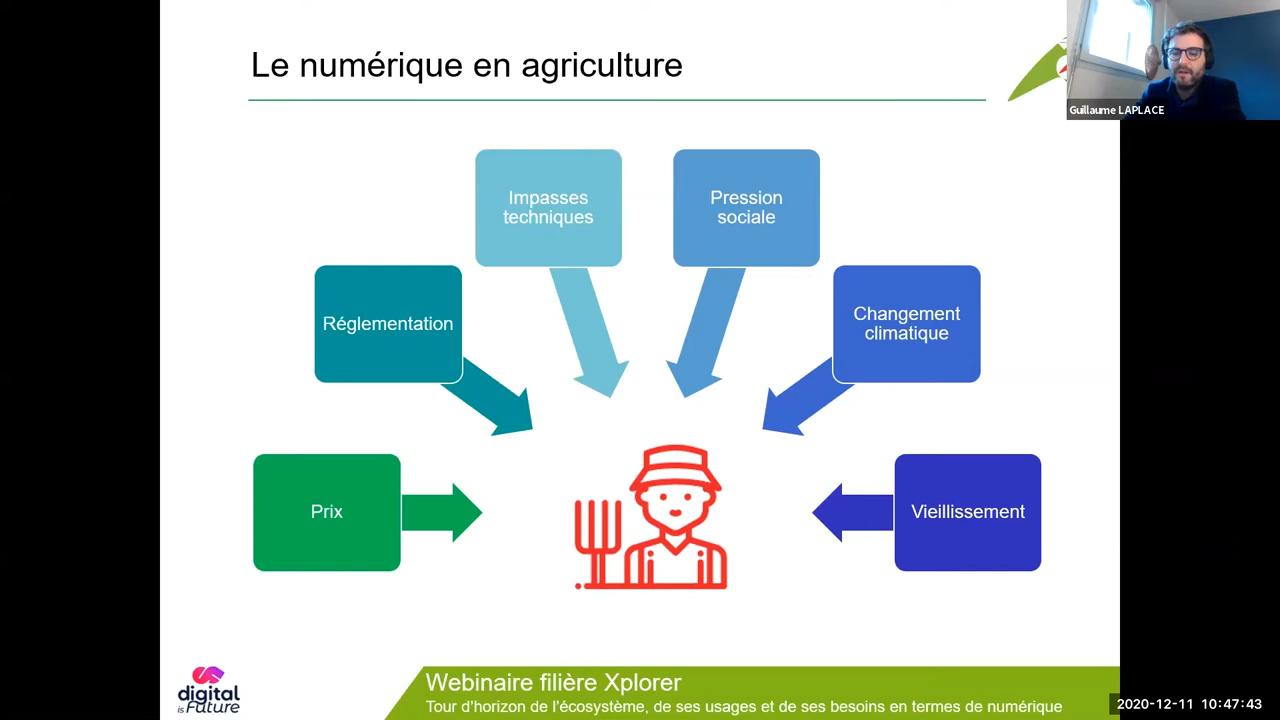 Le numérique en agriculture
Guillaume LAPLACE
Impasses
techniques
Pression
sociale
Réglementation
Changement
climatique
Prix
Vieillissement
digital
is Future
Webinaire filière Xplorer
Tour d’horizon de l’écosystème, de ses usages et de ses besoins en termes de numérique
2020-12-11 10:47:43